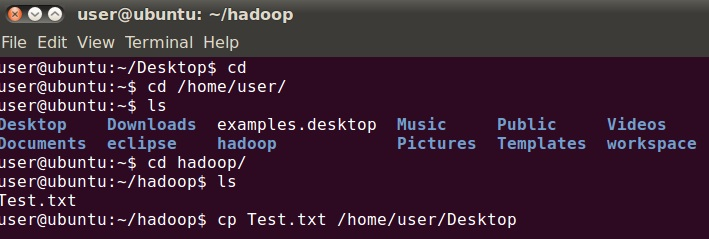 user@ubuntu: ~/hadoop
File Edit View Terminal Help
user@ubuntu:~/Desktop$ cd
user@ubuntu:~$ cd /home/user/
user@ubuntu:~$ ls
Desktop Downloads examples.desktop Music Public Videos
Documents eclipse hadoop Pictures Templates workspace
user@ubuntu:~$ cd hadoop/
user@ubuntu:~/hadoop$ ls
Test.txt
user@ubuntu:~/hadoop$ cp Test.txt /home/user/Desktop